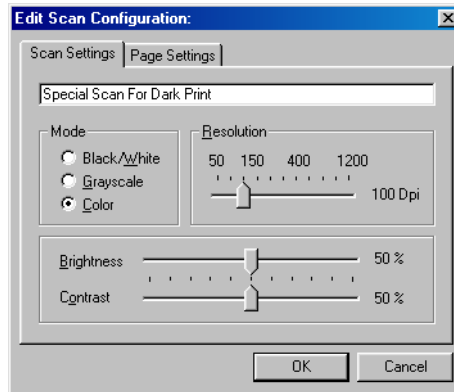 Edit Scan Configuration:
Scan Settings Page Settings
Special Scan For Dark Print
Mode
Black/White
Grayscale
Color
Resolution
50 150 400 1200
100 Dpi
Brightness 50 %
Contrast 50 %
OK Cancel